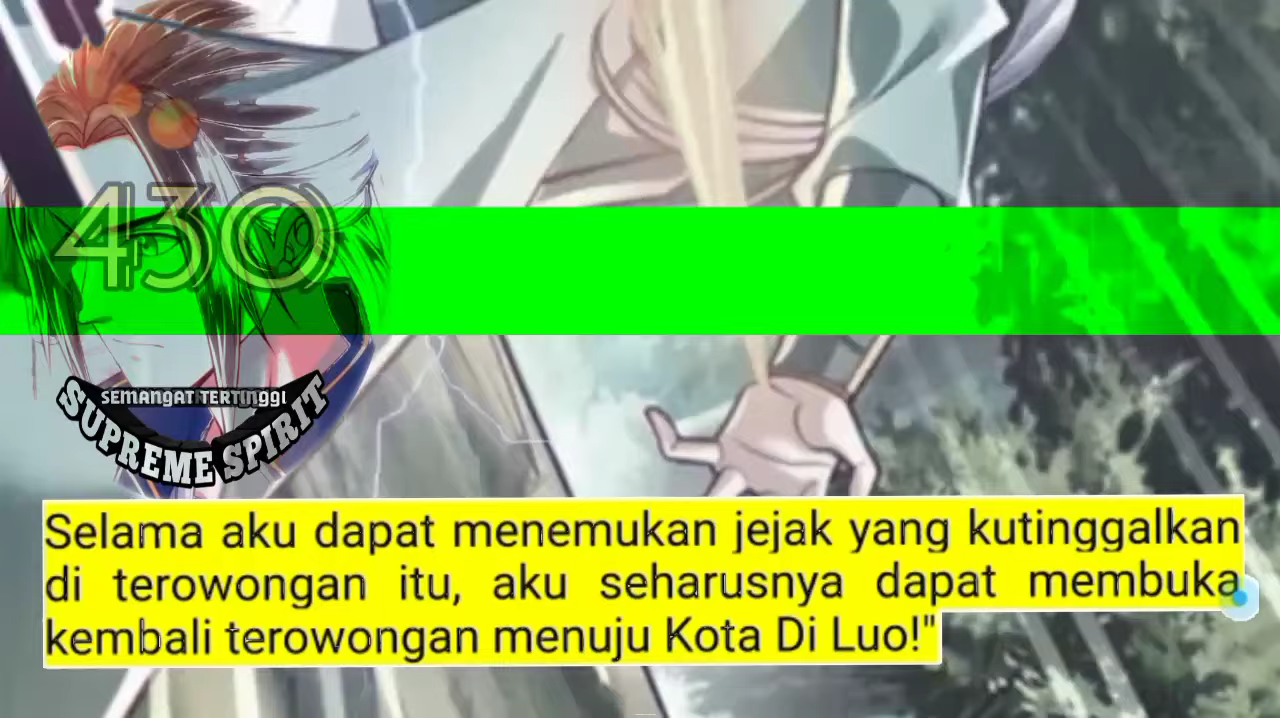 430
SEMANGAT TERTINGGI
SUPREME SPIRIT
Selama aku dapat menemukan jejak yang kutinggalkan
di terowongan itu, aku seharusnya dapat membuka
kembali terowongan menuju Kota Di Luo!"